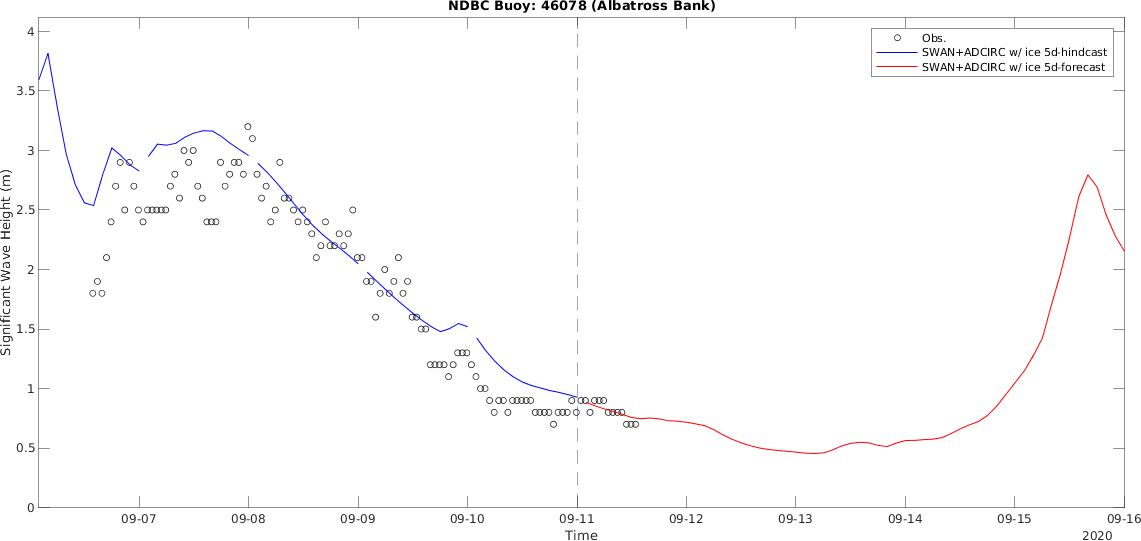 NDBC Buoy: 46078 (Albatross Bank)
Obs.
SWAN+ADCIRC w/ ice 5d-hindcast
SWAN+ADCIRC w/ ice 5d-forecast
Significant Wave Height (m)
4
3.5
3
2.5
2
1.5
1
0.5
0
09-07 09-08 09-09 09-10 09-11 09-12 09-13 09-14 09-15 09-16
Time
2020